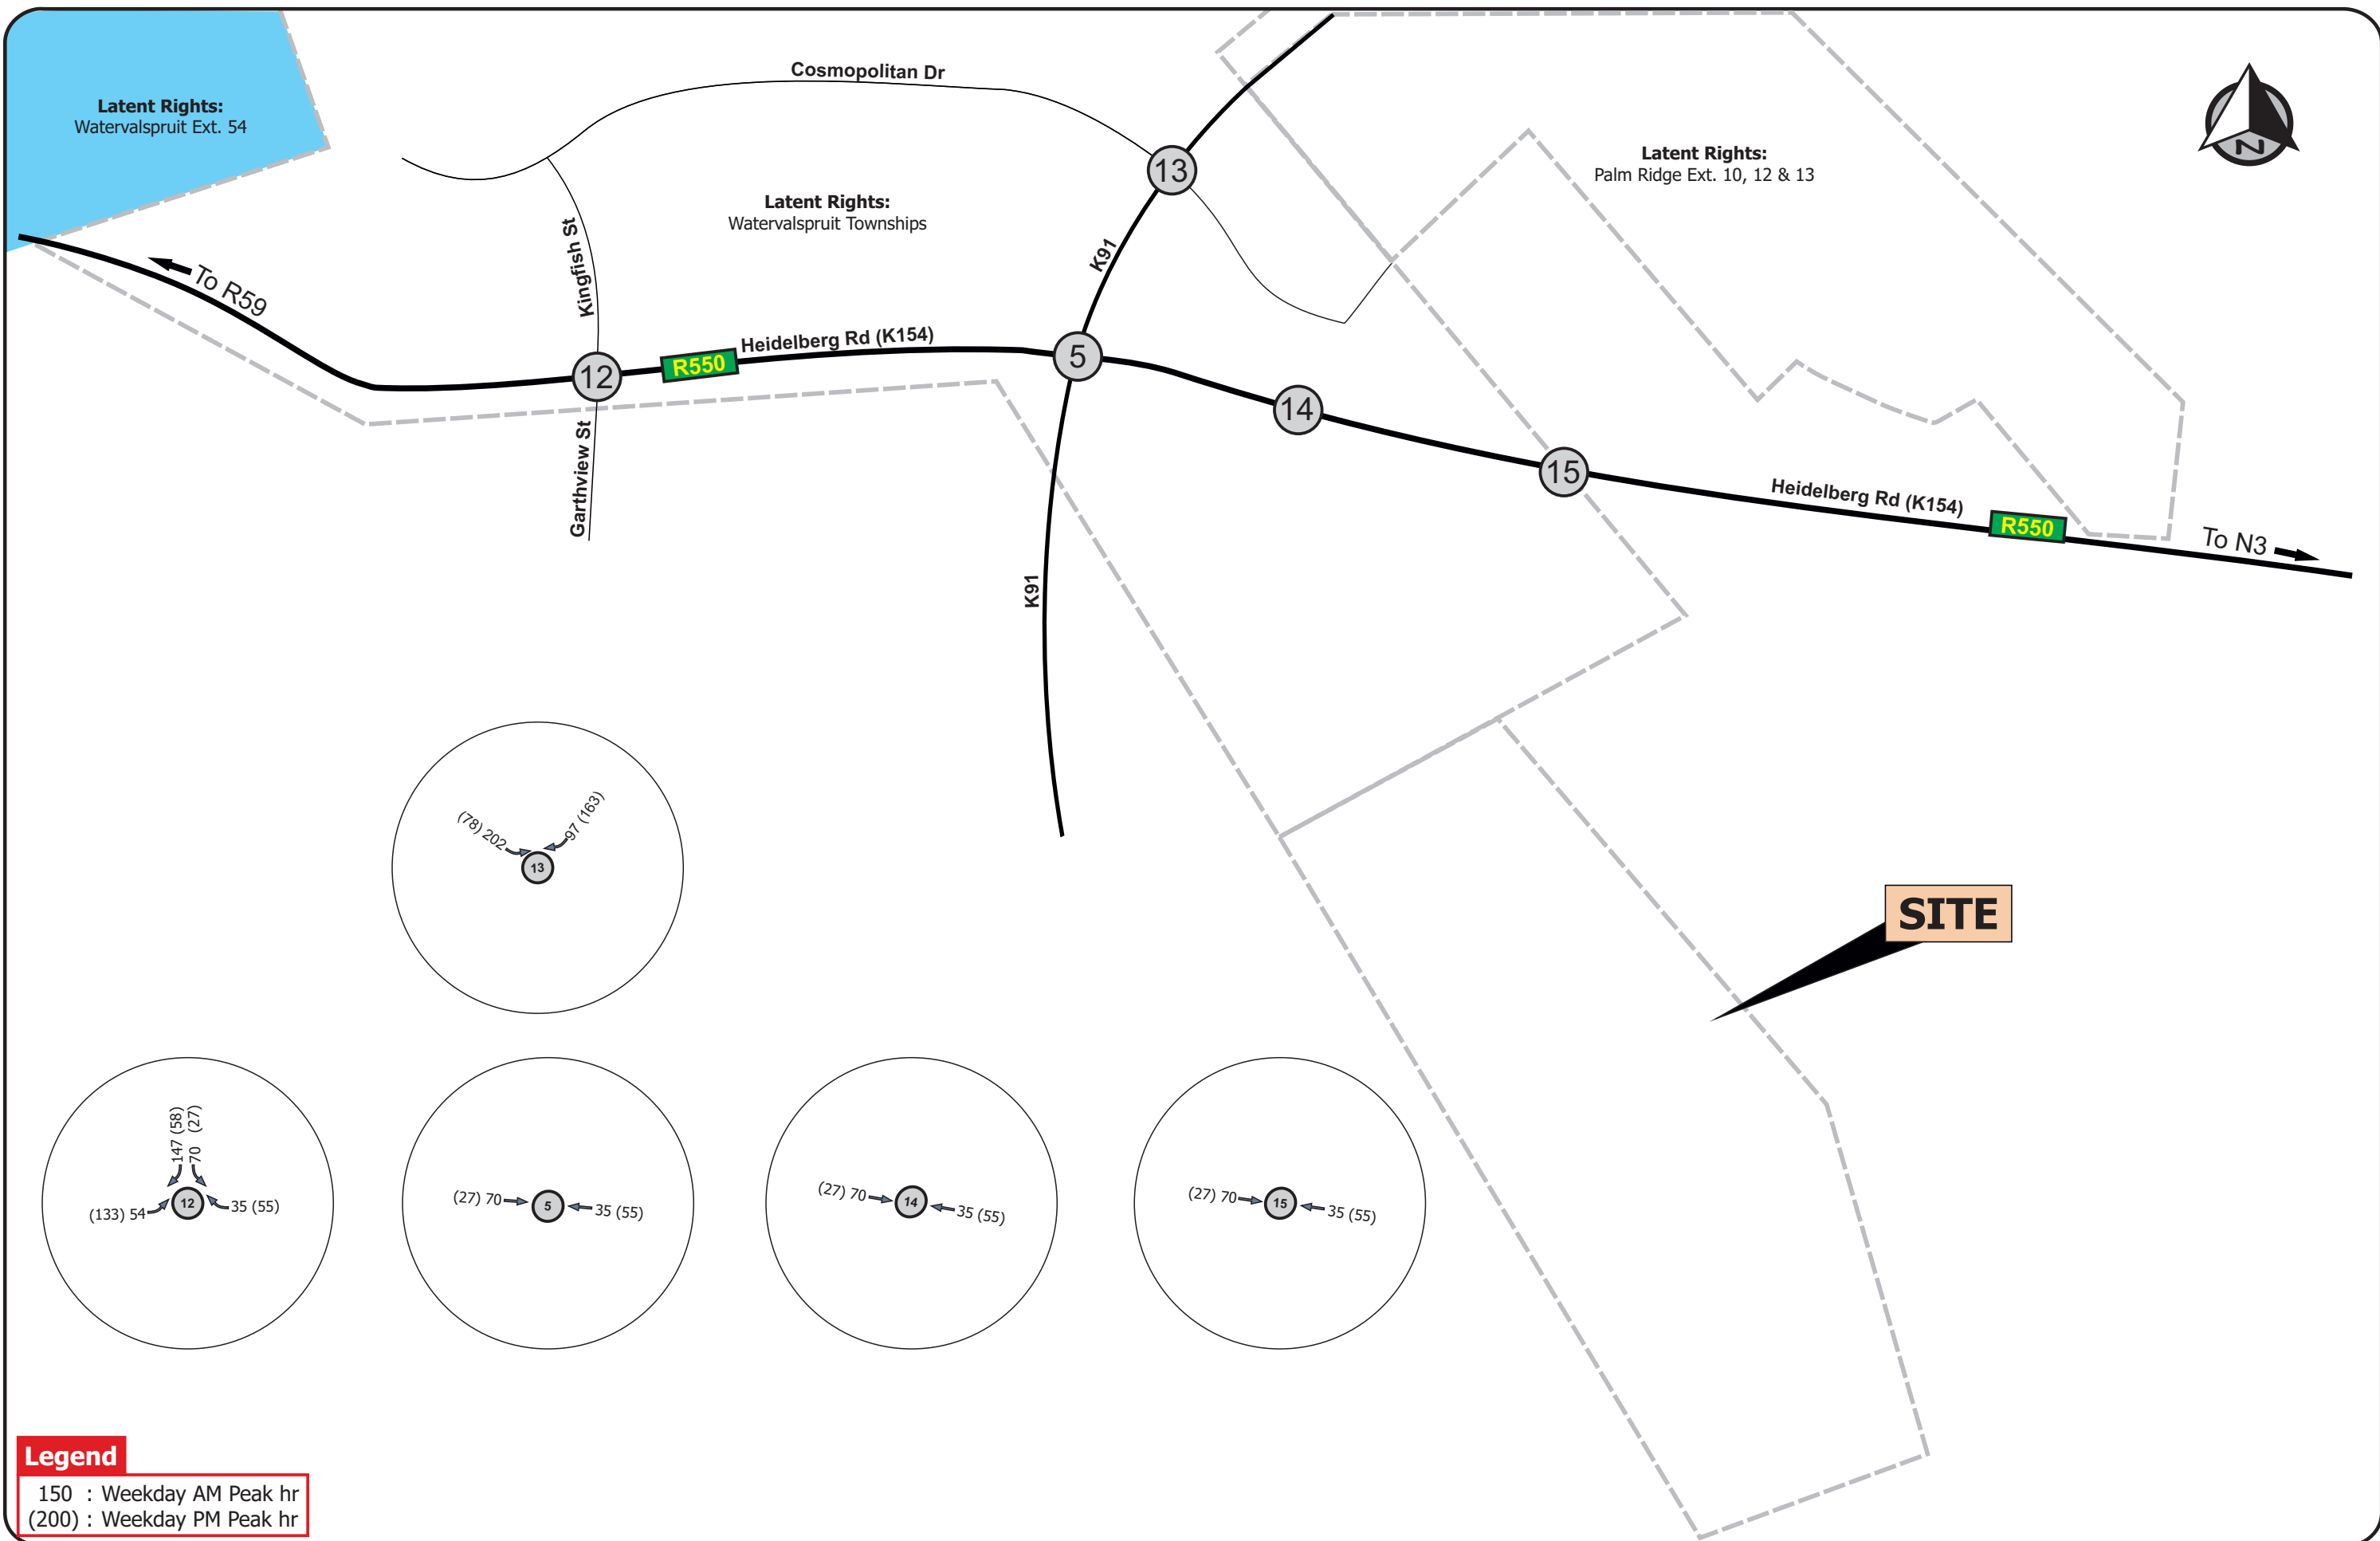 Cosmopolitan Dr
Latent Rights:
Watervalspruit Ext. 54
Latent Rights:
Palm Ridge Ext. 10, 12 & 13
N
13
Latent Rights:
Watervalspruit Townships
Kingfish St
K91
To R59
Heidelberg Rd (K154)
R550
12
5
14
15
Garthview St
Heidelberg Rd (K154)
R550
To N3
K91
SITE
(78) 202
97 (163)
13
147 (58)
70 (27)
(133) 54
12
35 (55)
(27) 70
5
35 (55)
(27) 70
14
35 (55)
(27) 70
15
35 (55)
Legend
150 : Weekday AM Peak hr
(200) : Weekday PM Peak hr